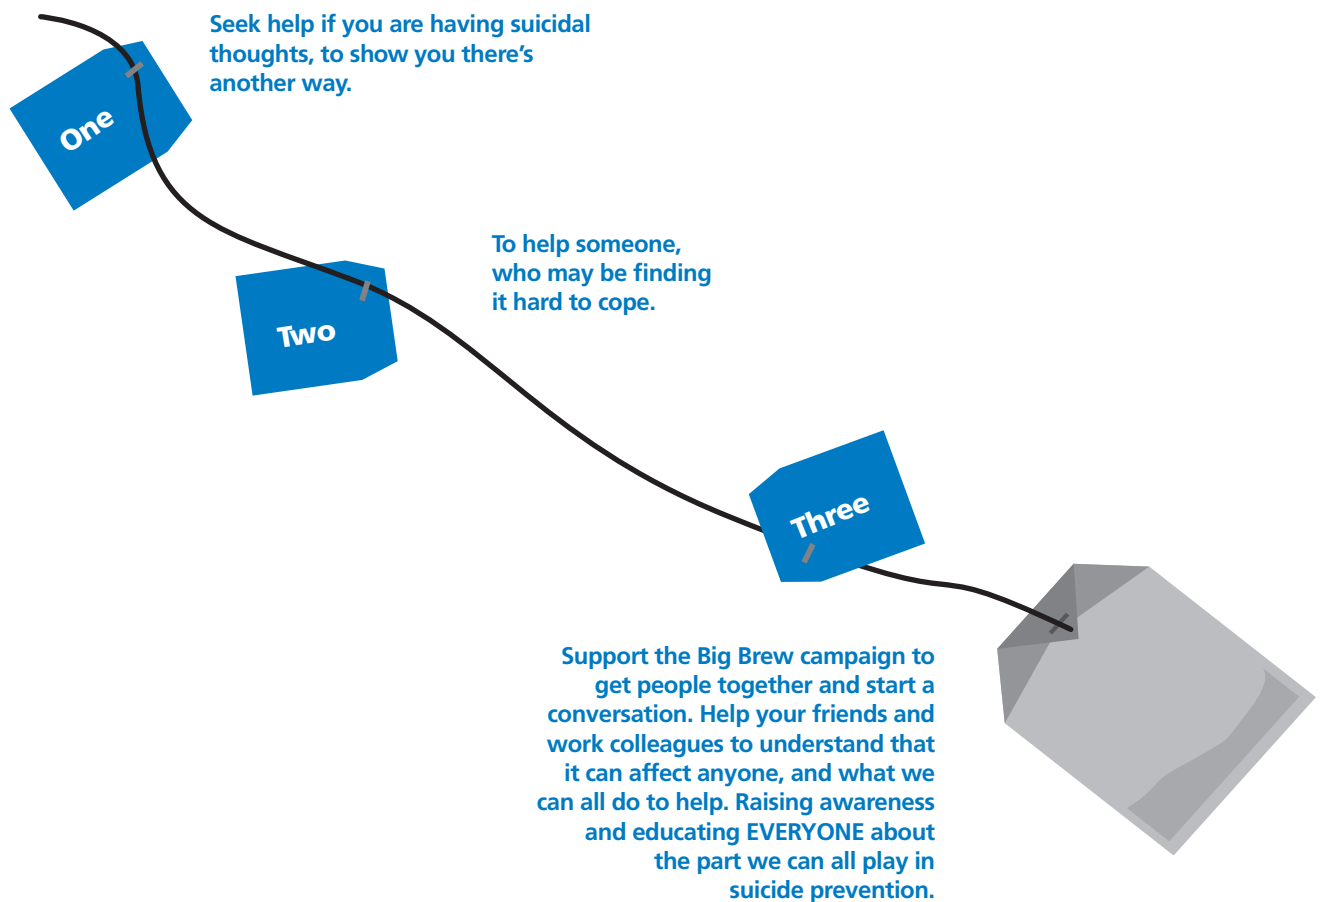 Seek help if you are having suicidal
thoughts, to show you there’s
another way.
One
To help someone,
who may be finding
it hard to cope.
Two
Three
Support the Big Brew campaign to
get people together and start a
conversation. Help your friends and
work colleagues to understand that
it can affect anyone, and what we
can all do to help. Raising awareness
and educating EVERYONE about
the part we can all play in
suicide prevention.